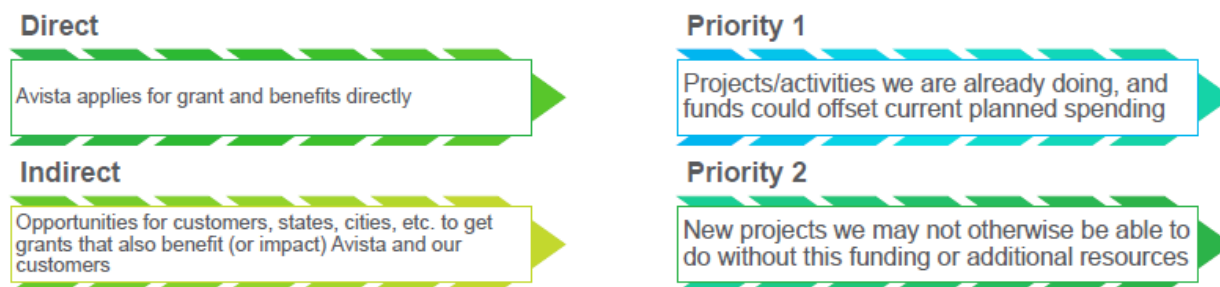 Direct
Avista applies for grant and benefits directly
Indirect
Opportunities for customers, states, cities, etc. to get
grants that also benefit (or impact) Avista and our
customers
Priority 1
Projects/activities we are already doing, and
funds could offset current planned spending
Priority 2
New projects we may not otherwise be able to
do without this funding or additional resources